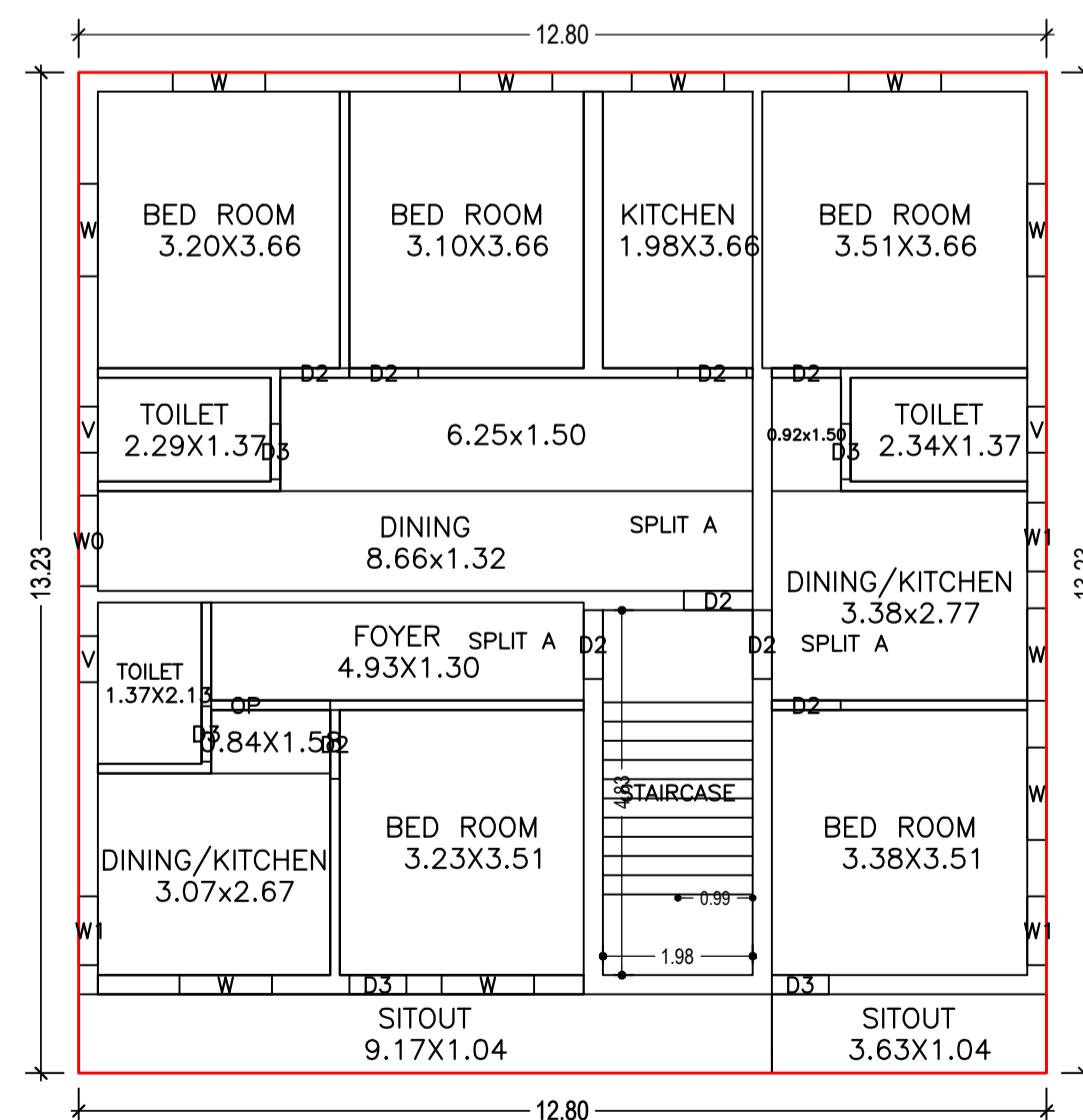 12.80
W
W
W
W
BED ROOM
3.20X3.66
BED ROOM
3.10X3.66
KITCHEN
1.98X3.66
BED ROOM
3.51X3.66
W
W
D2
D2
D2
D2
TOILET
2.29X1.37
V
D3
6.25x1.50
0.92x1.50
D3
TOILET
2.34X1.37
V
W0
DINING
8.66x1.32
SPLIT A
W1
13.23
DINING/KITCHEN
3.38x2.77
D2
FOYER
4.93X1.30
SPLIT A
D2
D2
SPLIT A
V
W
TOILET
1.37X2.13
OP
D2
D3
0.84X1.58
D2
4.83
STAIRCASE
W
BED ROOM
3.23X3.51
BED ROOM
3.38X3.51
DINING/KITCHEN
3.07x2.67
0.99
W1
W1
1.98
W
D3
W
D3
SITOUT
9.17X1.04
SITOUT
3.63X1.04
12.80